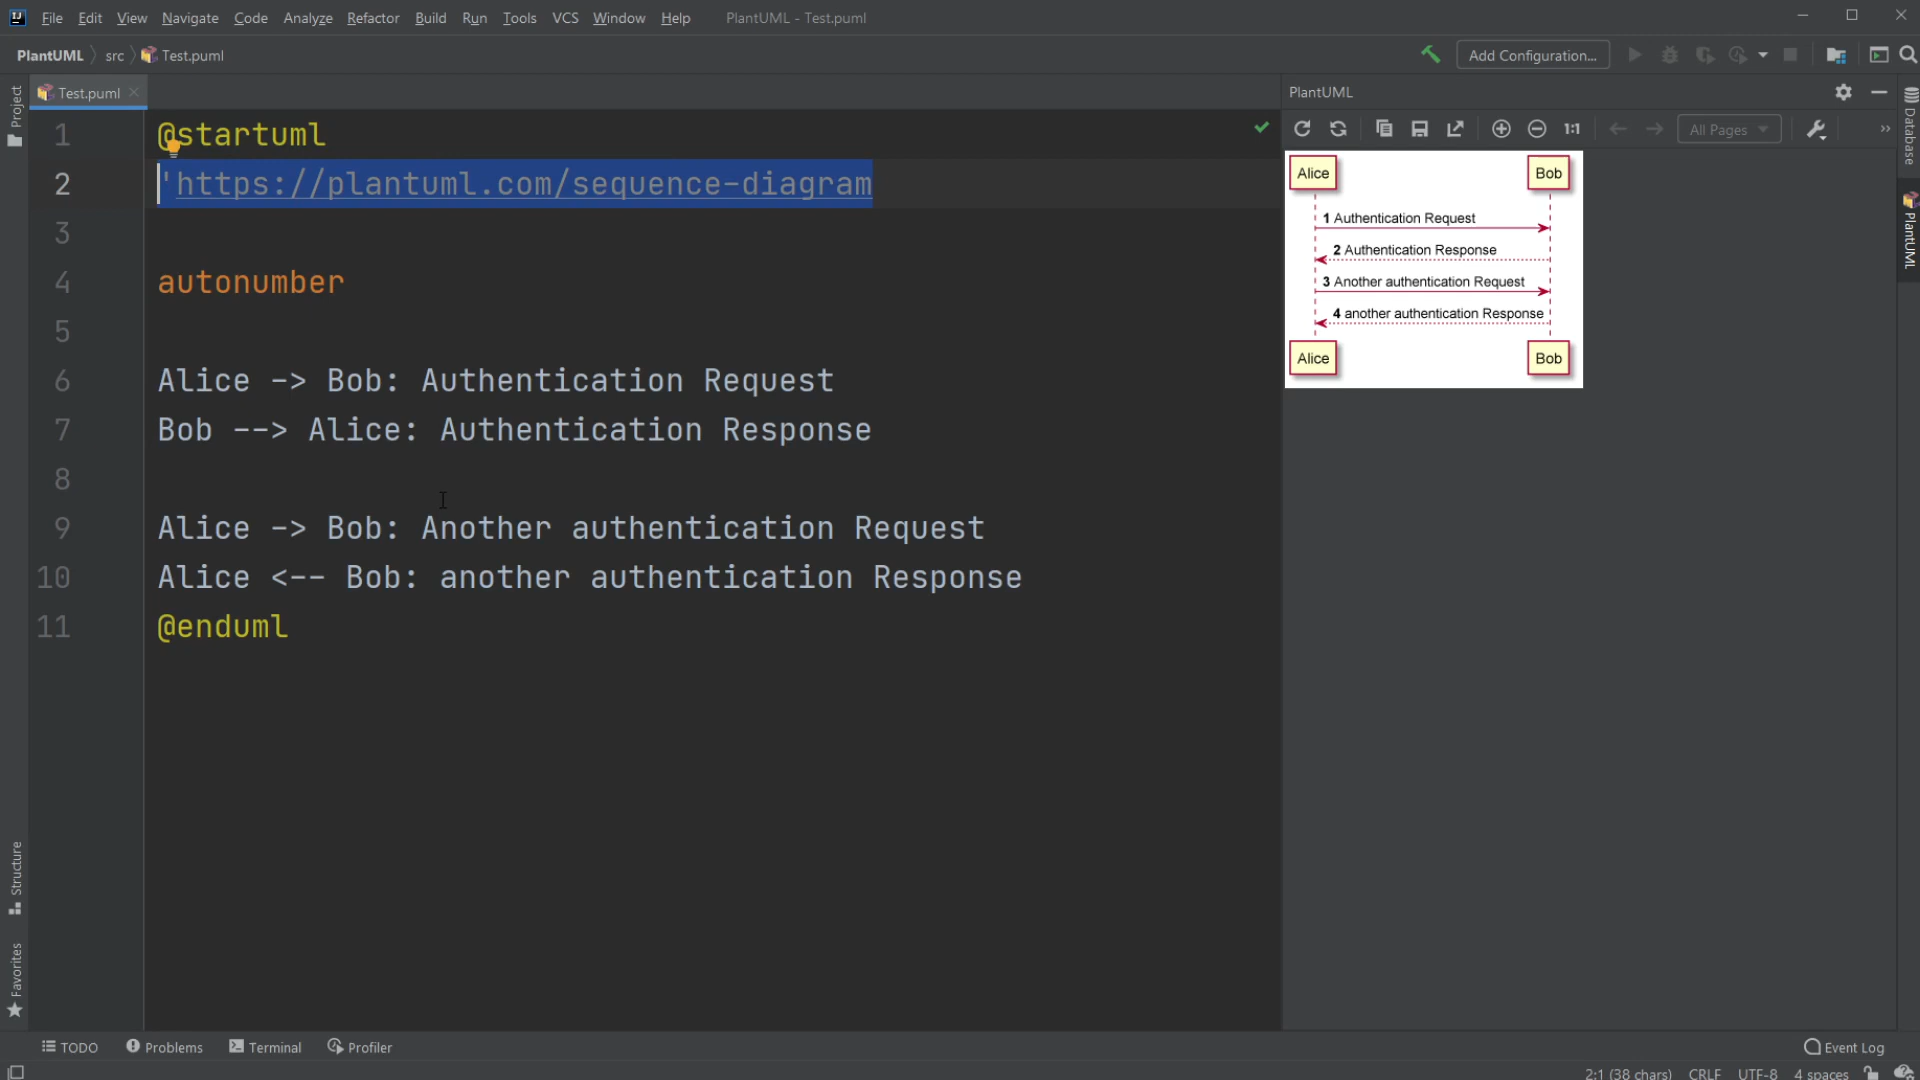 File Edit View Navigate Code Analyze Refactor Build Run Tools VCS Window Help PlantUML - Test.puml
PlantUML src Test.puml
Add Configuration...
Project
Test.puml
1 @startuml
2 'https://plantuml.com/sequence-diagram
3
4 autonumber
5
6 Alice -> Bob: Authentication Request
7 Bob --> Alice: Authentication Response
8
9 Alice -> Bob: Another authentication Request
10 Alice <-- Bob: another authentication Response
11 @enduml
PlantUML
1:1 All Pages
Alice Bob
1 Authentication Request
2 Authentication Response
3 Another authentication Request
4 another authentication Response
Alice Bob
Database
PlantUML
Structure
Favorites
TODO Problems Terminal Profiler Event Log
2:1 (38 chars) CRLF UTF-8 4 spaces